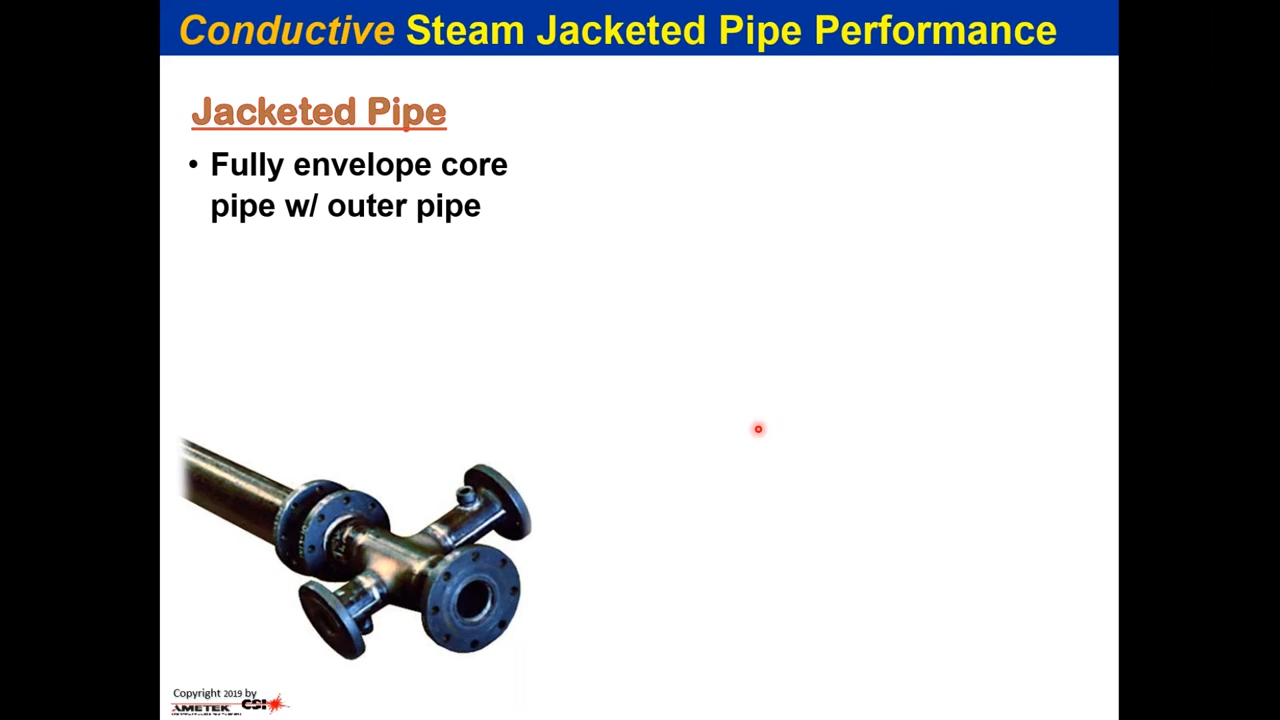 Conductive Steam Jacketed Pipe Performance
Jacketed Pipe
• Fully envelope core
pipe w/ outer pipe
Copyright 2019 by
AMETEK CSI